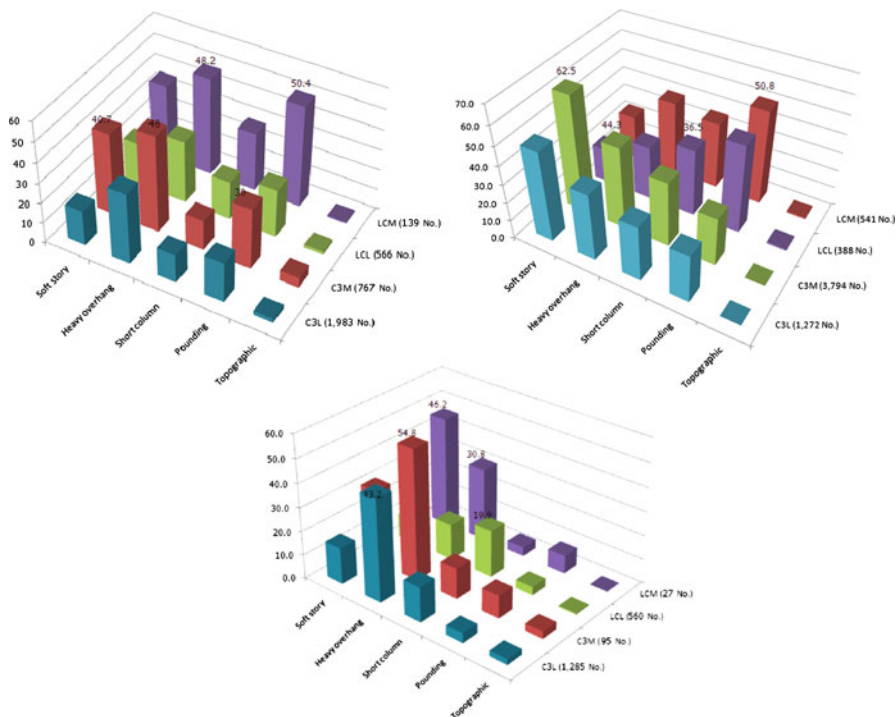 48.2
50.4
40.7
46
30
60
50
40
30
20
10
0
Soft story
Heavy overhang
Short column
Pounding
Topographic
LCM (139 No.)
LCL (566 No.)
C3M (767 No.)
C3L (1,983 No.)
62.5
50.8
44.3
36.5
70.0
60.0
50.0
40.0
30.0
20.0
10.0
0.0
Soft story
Heavy overhang
Short column
Pounding
Topographic
LCM (541 No.)
LCL (388 No.)
C3M (3,794 No.)
C3L (1,272 No.)
46.2
54.8
30.8
43.2
19.9
60.0
50.0
40.0
30.0
20.0
10.0
0.0
Soft story
Heavy overhang
Short column
Pounding
Topographic
LCM (27 No.)
LCL (560 No.)
C3M (95 No.)
C3L (1,285 No.)